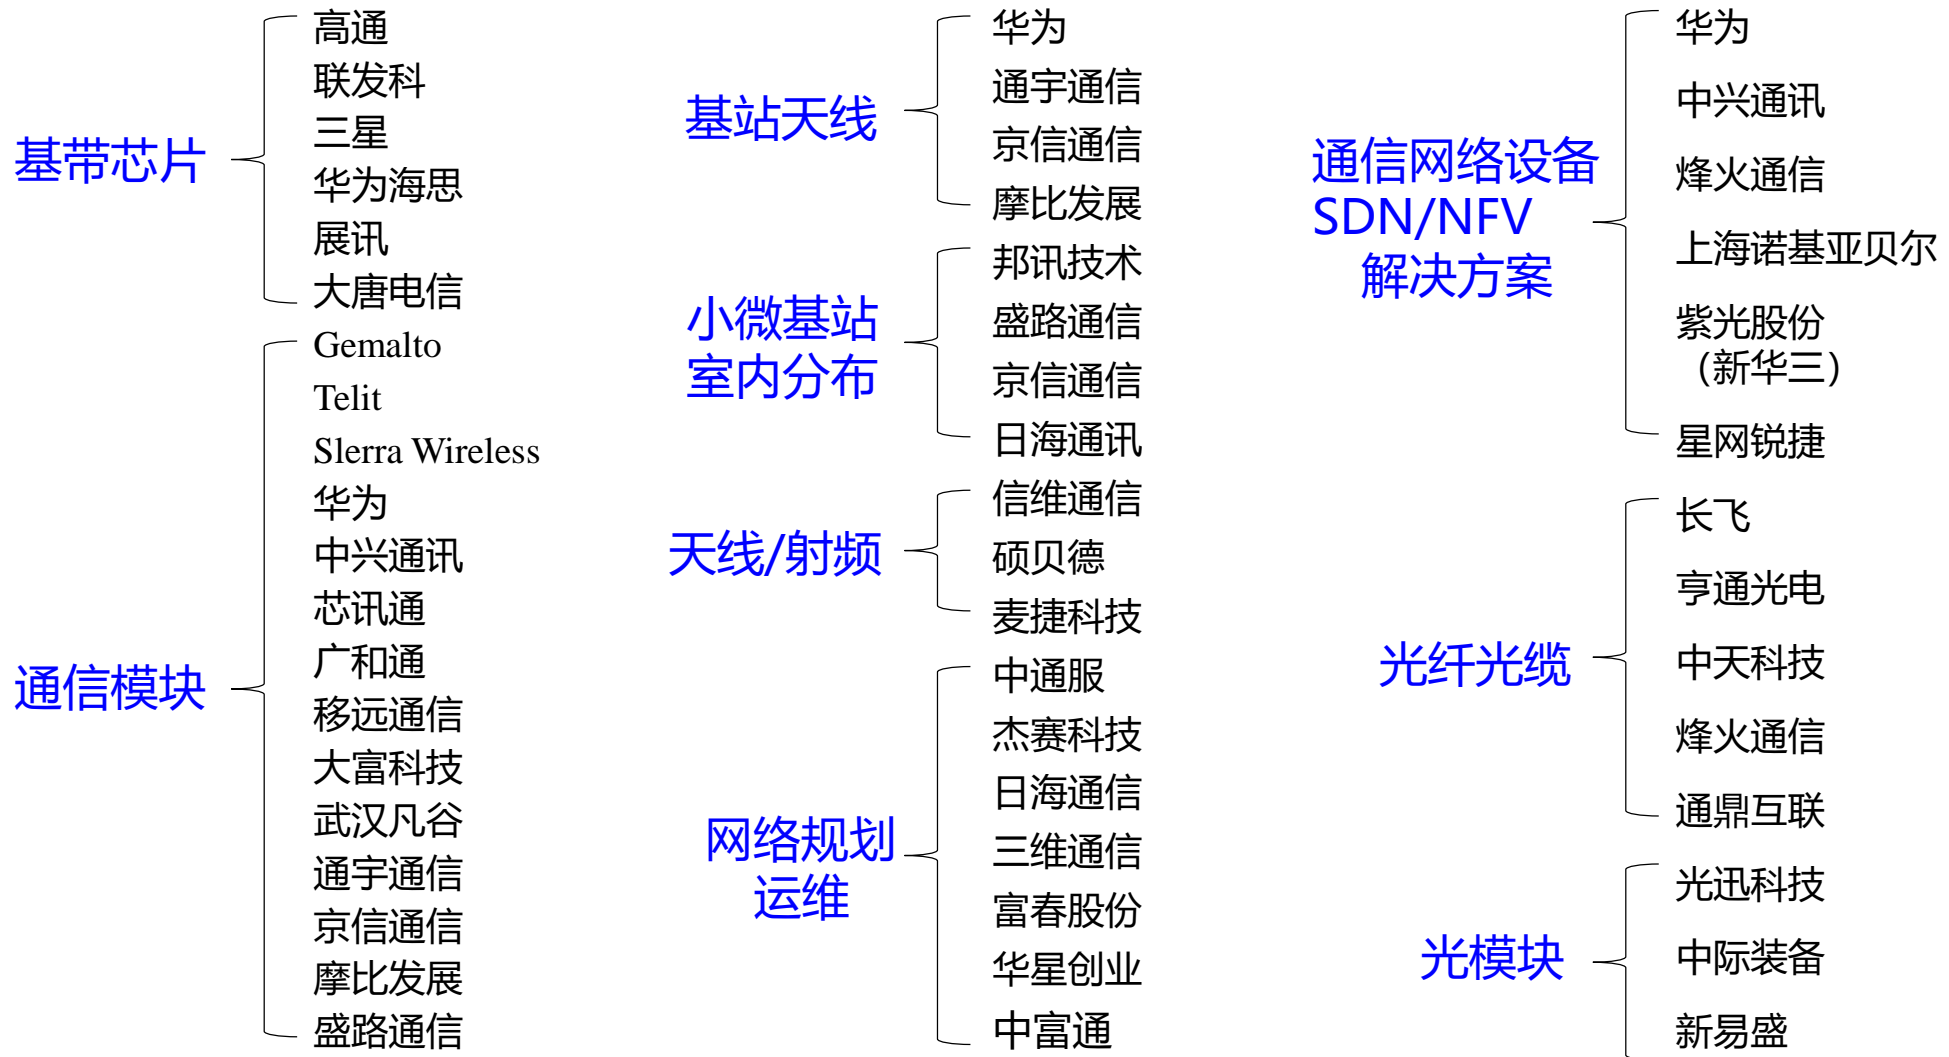 基带芯片
高通
联发科
三星
华为海思
展讯
大唐电信
通信模块
Gemalto
Telit
Slerra Wireless
华为
中兴通讯
芯讯通
广和通
移远通信
大富科技
武汉凡谷
通宇通信
京信通信
摩比发展
盛路通信
基站天线
华为
通宇通信
京信通信
摩比发展
小微基站
室内分布
邦讯技术
盛路通信
京信通信
日海通讯
天线/射频
信维通信
硕贝德
麦捷科技
网络规划
运维
中通服
杰赛科技
日海通信
三维通信
富春股份
华星创业
中富通
通信网络设备
SDN/NFV
解决方案
华为
中兴通讯
烽火通信
上海诺基亚贝尔
紫光股份
（新华三）
星网锐捷
光纤光缆
长飞
亨通光电
中天科技
烽火通信
通鼎互联
光模块
光迅科技
中际装备
新易盛